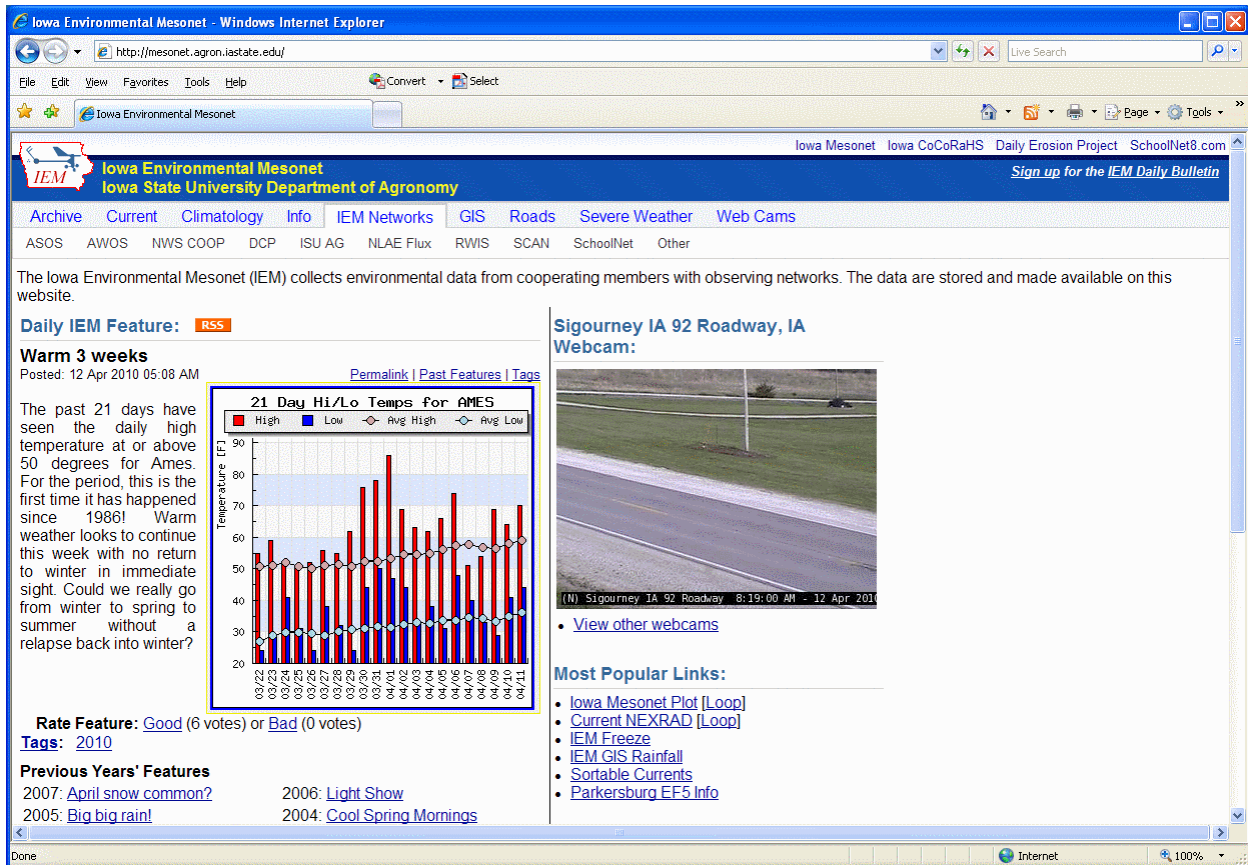 Iowa Environmental Mesonet - Windows Internet Explorer
http://mesonet.agron.iastate.edu/
Live Search
File Edit View Favorites Tools Help
Convert Select
Iowa Environmental Mesonet
Page Tools
Iowa Mesonet Iowa CoCoRaHS Daily Erosion Project SchoolNet8.com
IEM
Iowa Environmental Mesonet
Iowa State University Department of Agronomy
Sign up for the IEM Daily Bulletin
Archive Current Climatology Info IEM Networks GIS Roads Severe Weather Web Cams
ASOS AWOS NWS COOP DCP ISU AG NLAE Flux RWIS SCAN SchoolNet Other
The Iowa Environmental Mesonet (IEM) collects environmental data from cooperating members with observing networks. The data are stored and made available on this
website.
Daily IEM Feature: RSS
Warm 3 weeks
Posted: 12 Apr 2010 05:08 AM
Permalink | Past Features | Tags
The past 21 days have
seen the daily high
temperature at or above
50 degrees for Ames.
For the period, this is the
first time it has happened
since 1986! Warm
weather looks to continue
this week with no return
to winter in immediate
sight. Could we really go
from winter to spring to
summer without a
relapse back into winter?
21 Day Hi/Lo Temps for AMES
High Low Avg High Avg Low
Temperature [F]
90
80
70
60
50
40
30
20
03/22 03/23 03/24 03/25 03/26 03/27 03/28 03/29 03/30 03/31 04/01 04/02 04/03 04/04 04/05 04/06 04/07 04/08 04/09 04/10 04/11
Rate Feature: Good (6 votes) or Bad (0 votes)
Tags: 2010
Previous Years' Features
2007: April snow common? 2006: Light Show
2005: Big big rain! 2004: Cool Spring Mornings
Sigourney IA 92 Roadway, IA
Webcam:
(N) Sigourney IA 92 Roadway 8:19:00 AM - 12 Apr 2010
View other webcams
Most Popular Links:
Iowa Mesonet Plot [Loop]
Current NEXRAD [Loop]
IEM Freeze
IEM GIS Rainfall
Sortable Currents
Parkersburg EF5 Info
Done
Internet
100%